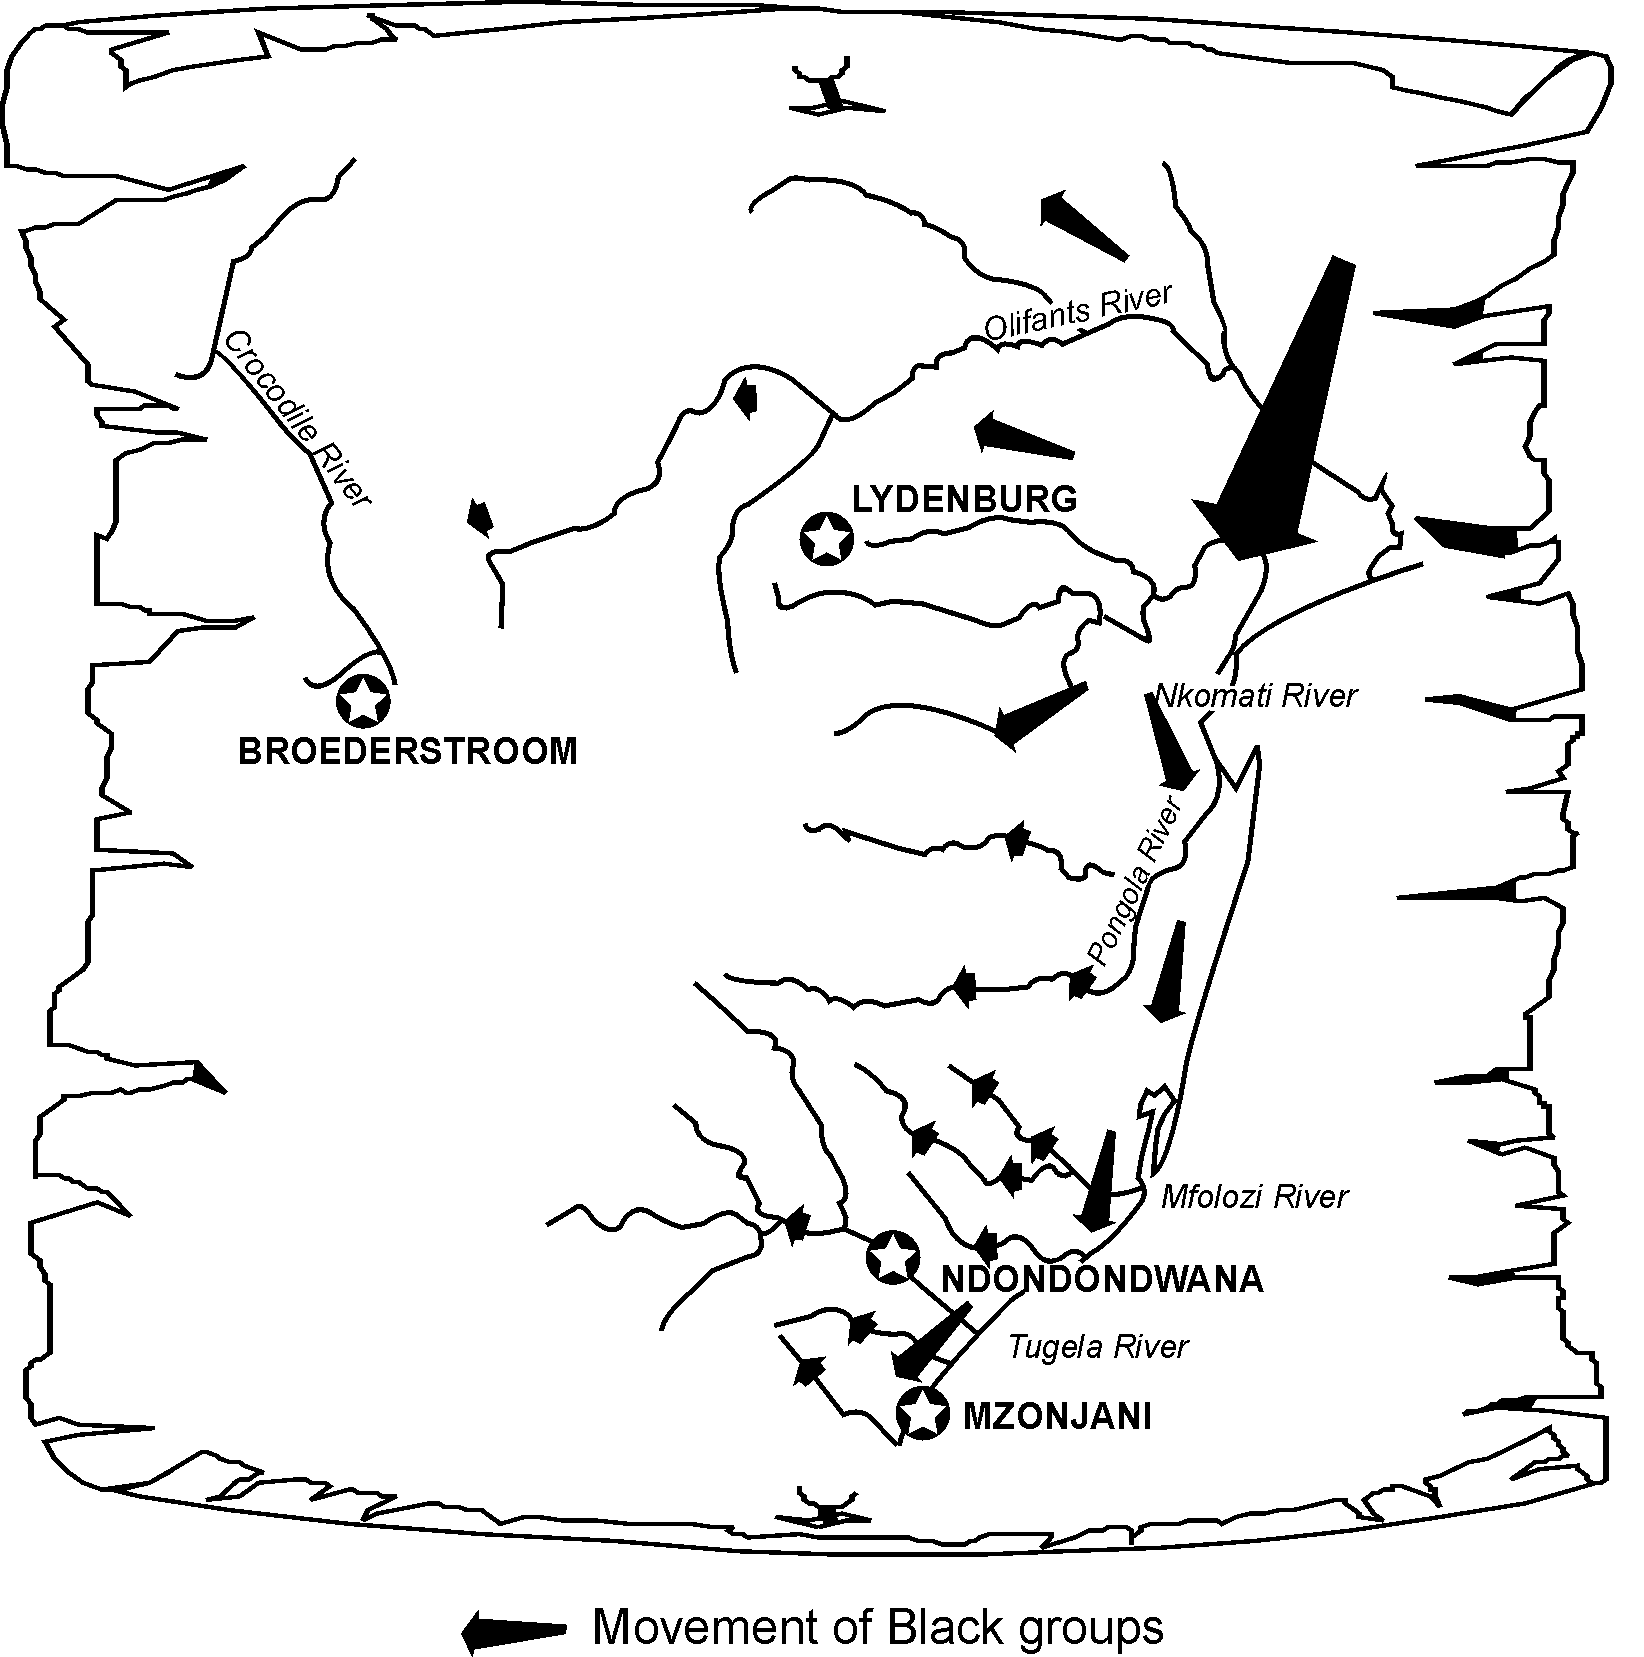 Olifants River
Crocodile River
LYDENBURG
Nkomati River
BROEDERSTROOM
Pongola River
Mfolozi River
NDONDONDWANA
Tugela River
MZONJANI
Movement of Black groups